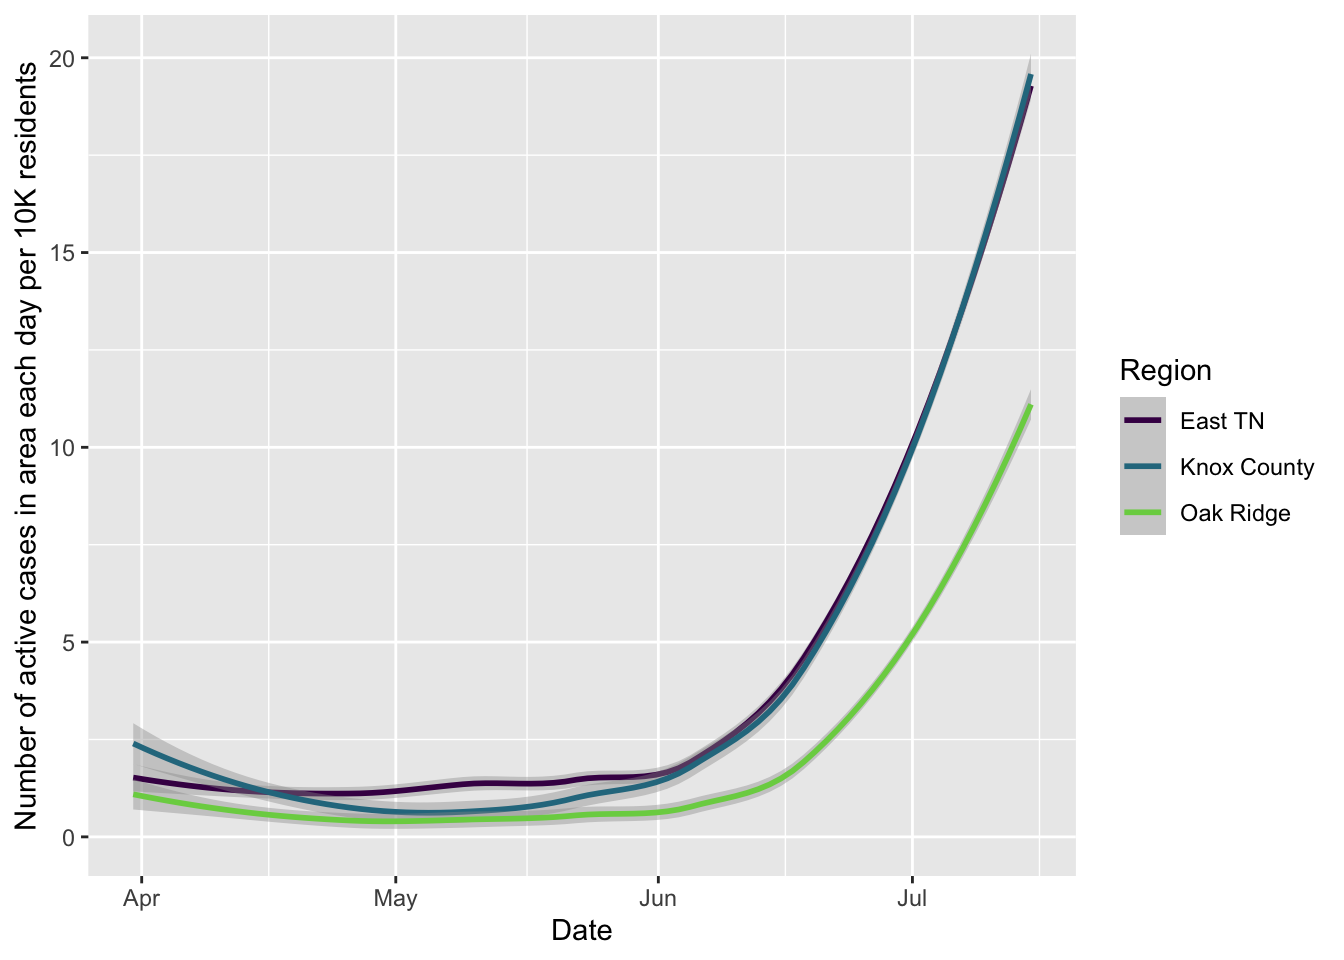 Number of active cases in area each day per 10K residents
20
15
10
5
0
Apr
May
Jun
Jul
Date
Region
East TN
Knox County
Oak Ridge